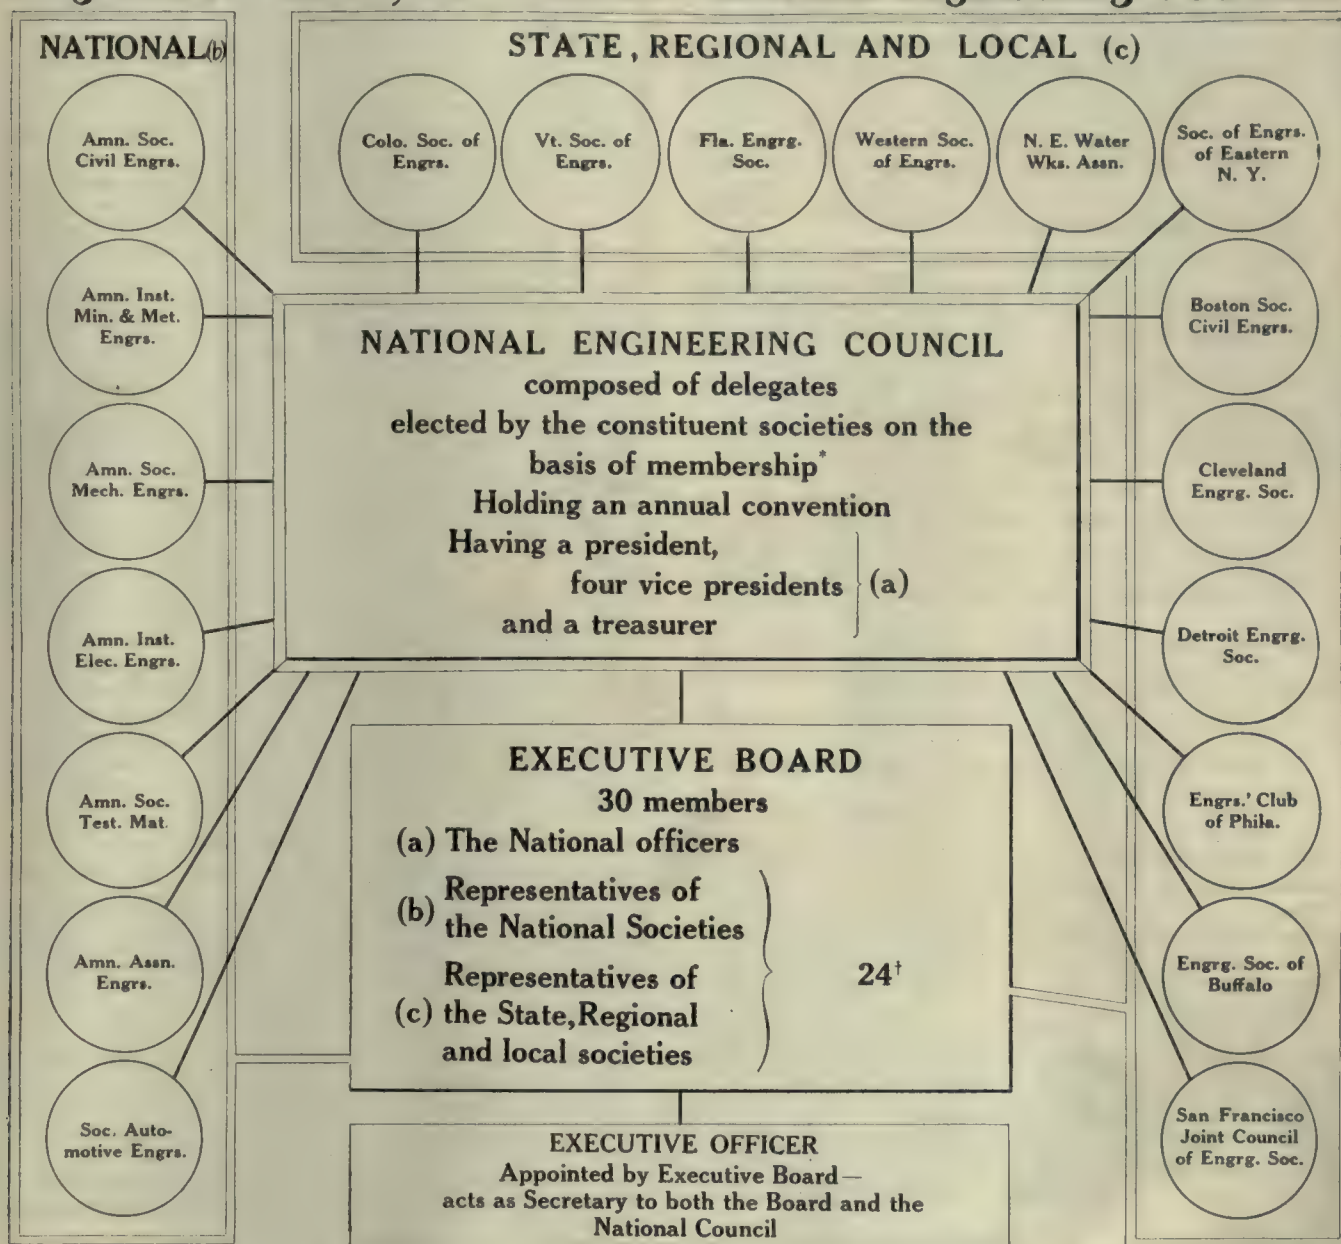 NATIONAL (b)
Amn. Soc.
Civil Engrs.
Amn. Inst.
Min. & Met.
Engrs.
Amn. Soc.
Mech. Engrs.
Amn. Inst.
Elec. Engrs.
Amn. Soc.
Test. Mat.
Amn. Assn.
Engrs.
Soc. Auto-
motive Engrs.
STATE, REGIONAL AND LOCAL (c)
Colo. Soc. of
Engrs.
Vt. Soc. of
Engrs.
Fla. Engrg.
Soc.
Western Soc.
of Engrs.
N. E. Water
Wks. Assn.
Soc. of Engrs.
of Eastern
N. Y.
Boston Soc.
Civil Engrs.
Cleveland
Engrg. Soc.
Detroit Engrg.
Soc.
Engrs.' Club
of Phila.
Engrg. Soc. of
Buffalo
San Francisco
Joint Council
of Engrg. Soc.
NATIONAL ENGINEERING COUNCIL
composed of delegates
elected by the constituent societies on the
basis of membership*
Holding an annual convention
Having a president,
four vice presidents (a)
and a treasurer
EXECUTIVE BOARD
30 members
(a) The National officers
(b) Representatives of
the National Societies
Representatives of 24†
(c) the State, Regional
and local societies
EXECUTIVE OFFICER
Appointed by Executive Board—
acts as Secretary to both the Board and the
National Council